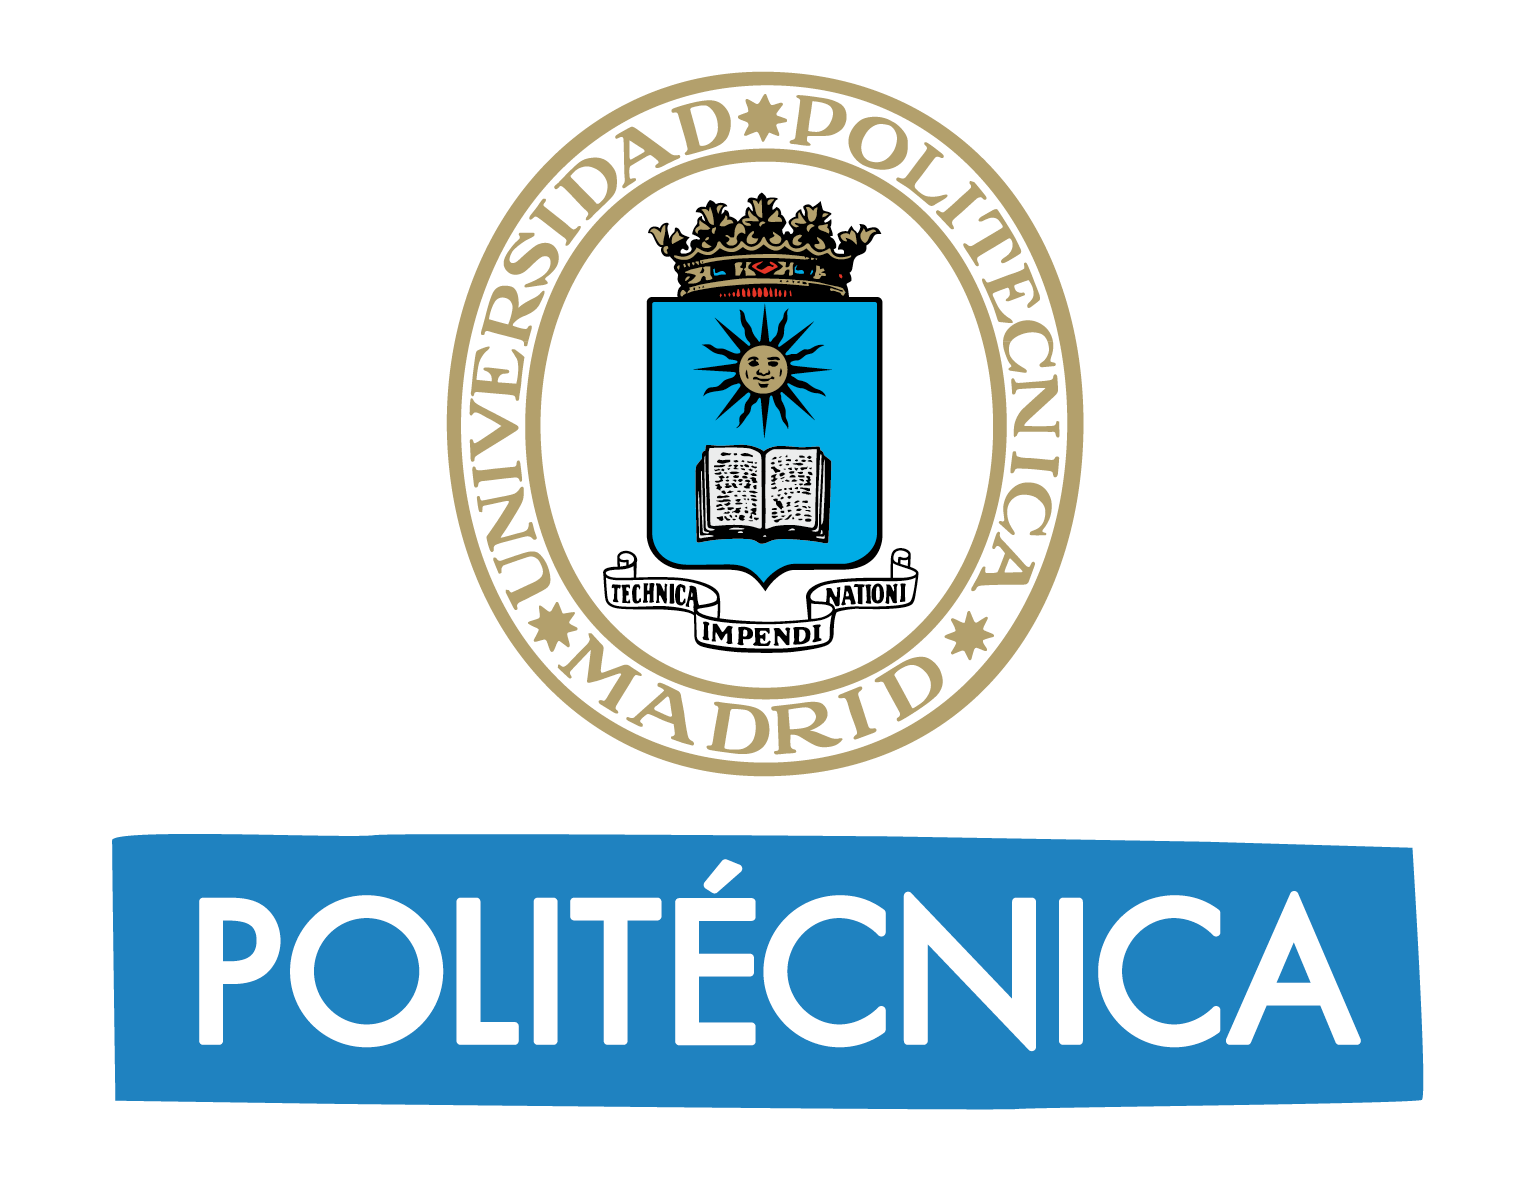 UNIVERSIDAD POLITECNICA
MADRID
TECHNICA
IMPENDI
NATIONI
POLITÉCNICA